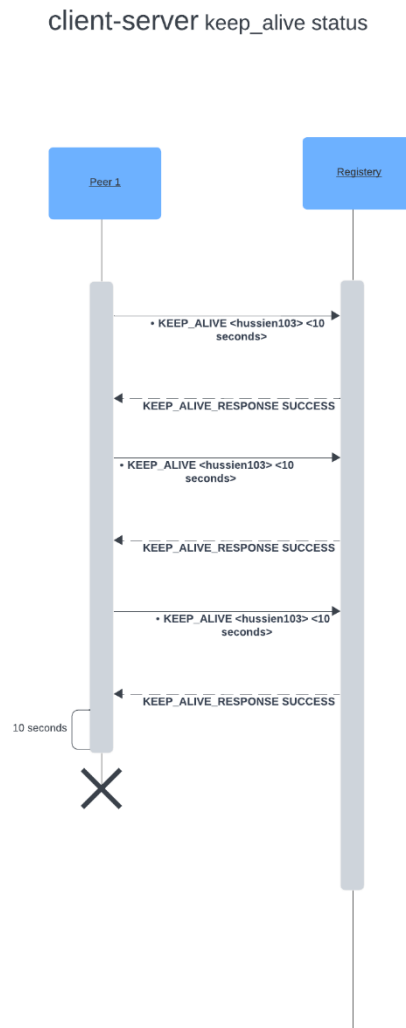 client-server keep_alive status
Peer 1
Registery
• KEEP_ALIVE <hussien103> <10
seconds>
KEEP_ALIVE_RESPONSE SUCCESS
• KEEP_ALIVE <hussien103> <10
seconds>
KEEP_ALIVE_RESPONSE SUCCESS
• KEEP_ALIVE <hussien103> <10
seconds>
KEEP_ALIVE_RESPONSE SUCCESS
10 seconds